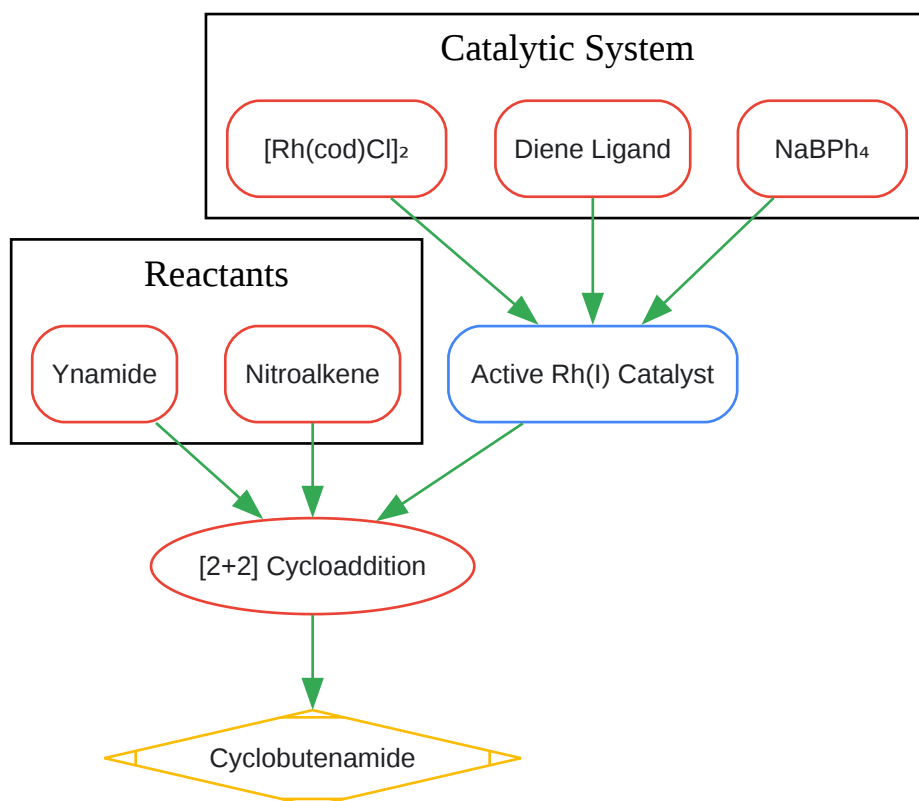 Catalytic System
[Rh(cod)Cl]₂
Diene Ligand
NaBPh₄
Reactants
Ynamide
Nitroalkene
Active Rh(I) Catalyst
[2+2] Cycloaddition
Cyclobutenamide